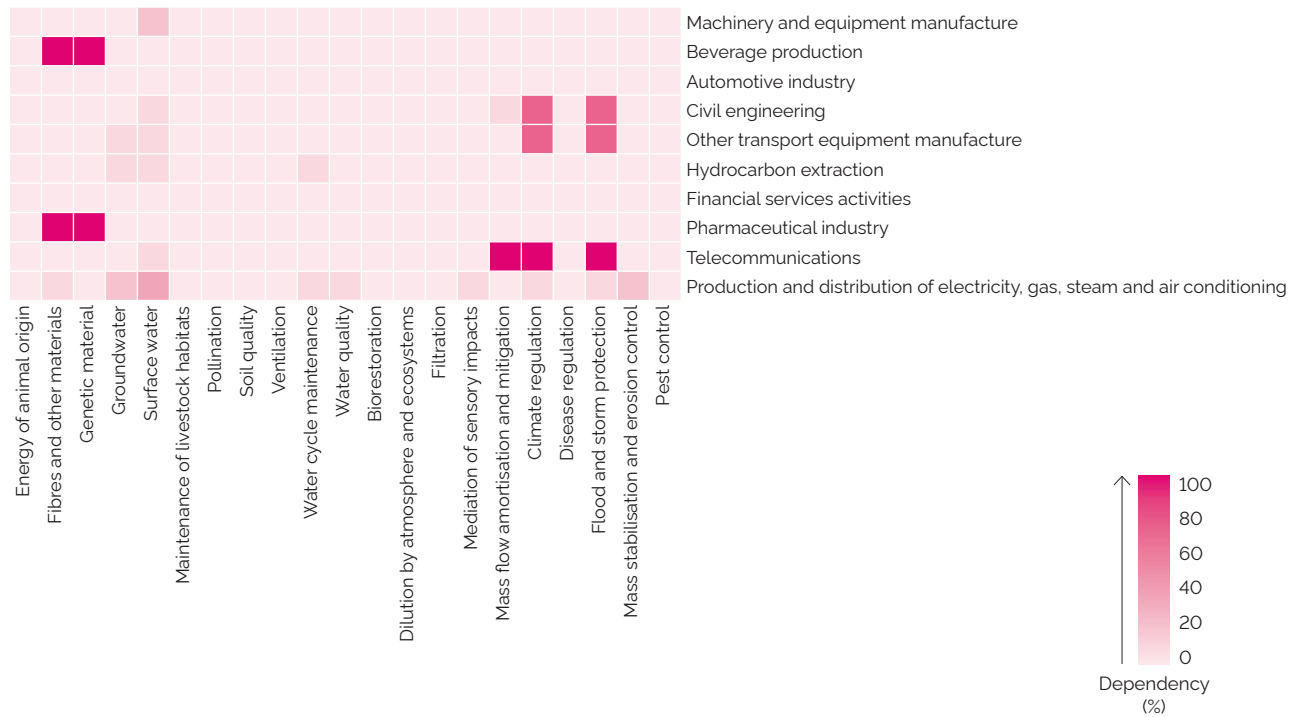 Machinery and equipment manufacture
Beverage production
Automotive industry
Civil engineering
Other transport equipment manufacture
Hydrocarbon extraction
Financial services activities
Pharmaceutical industry
Telecommunications
Production and distribution of electricity, gas, steam and air conditioning
Energy of animal origin
Fibres and other materials
Genetic material
Groundwater
Surface water
Maintenance of livestock habitats
Pollination
Soil quality
Ventilation
Water cycle maintenance
Water quality
Biorestoration
Dilution by atmosphere and ecosystems
Filtration
Mediation of sensory impacts
Mass flow amortisation and mitigation
Climate regulation
Disease regulation
Flood and storm protection
Mass stabilisation and erosion control
Pest control
100
80
60
40
20
0
Dependency
(%)